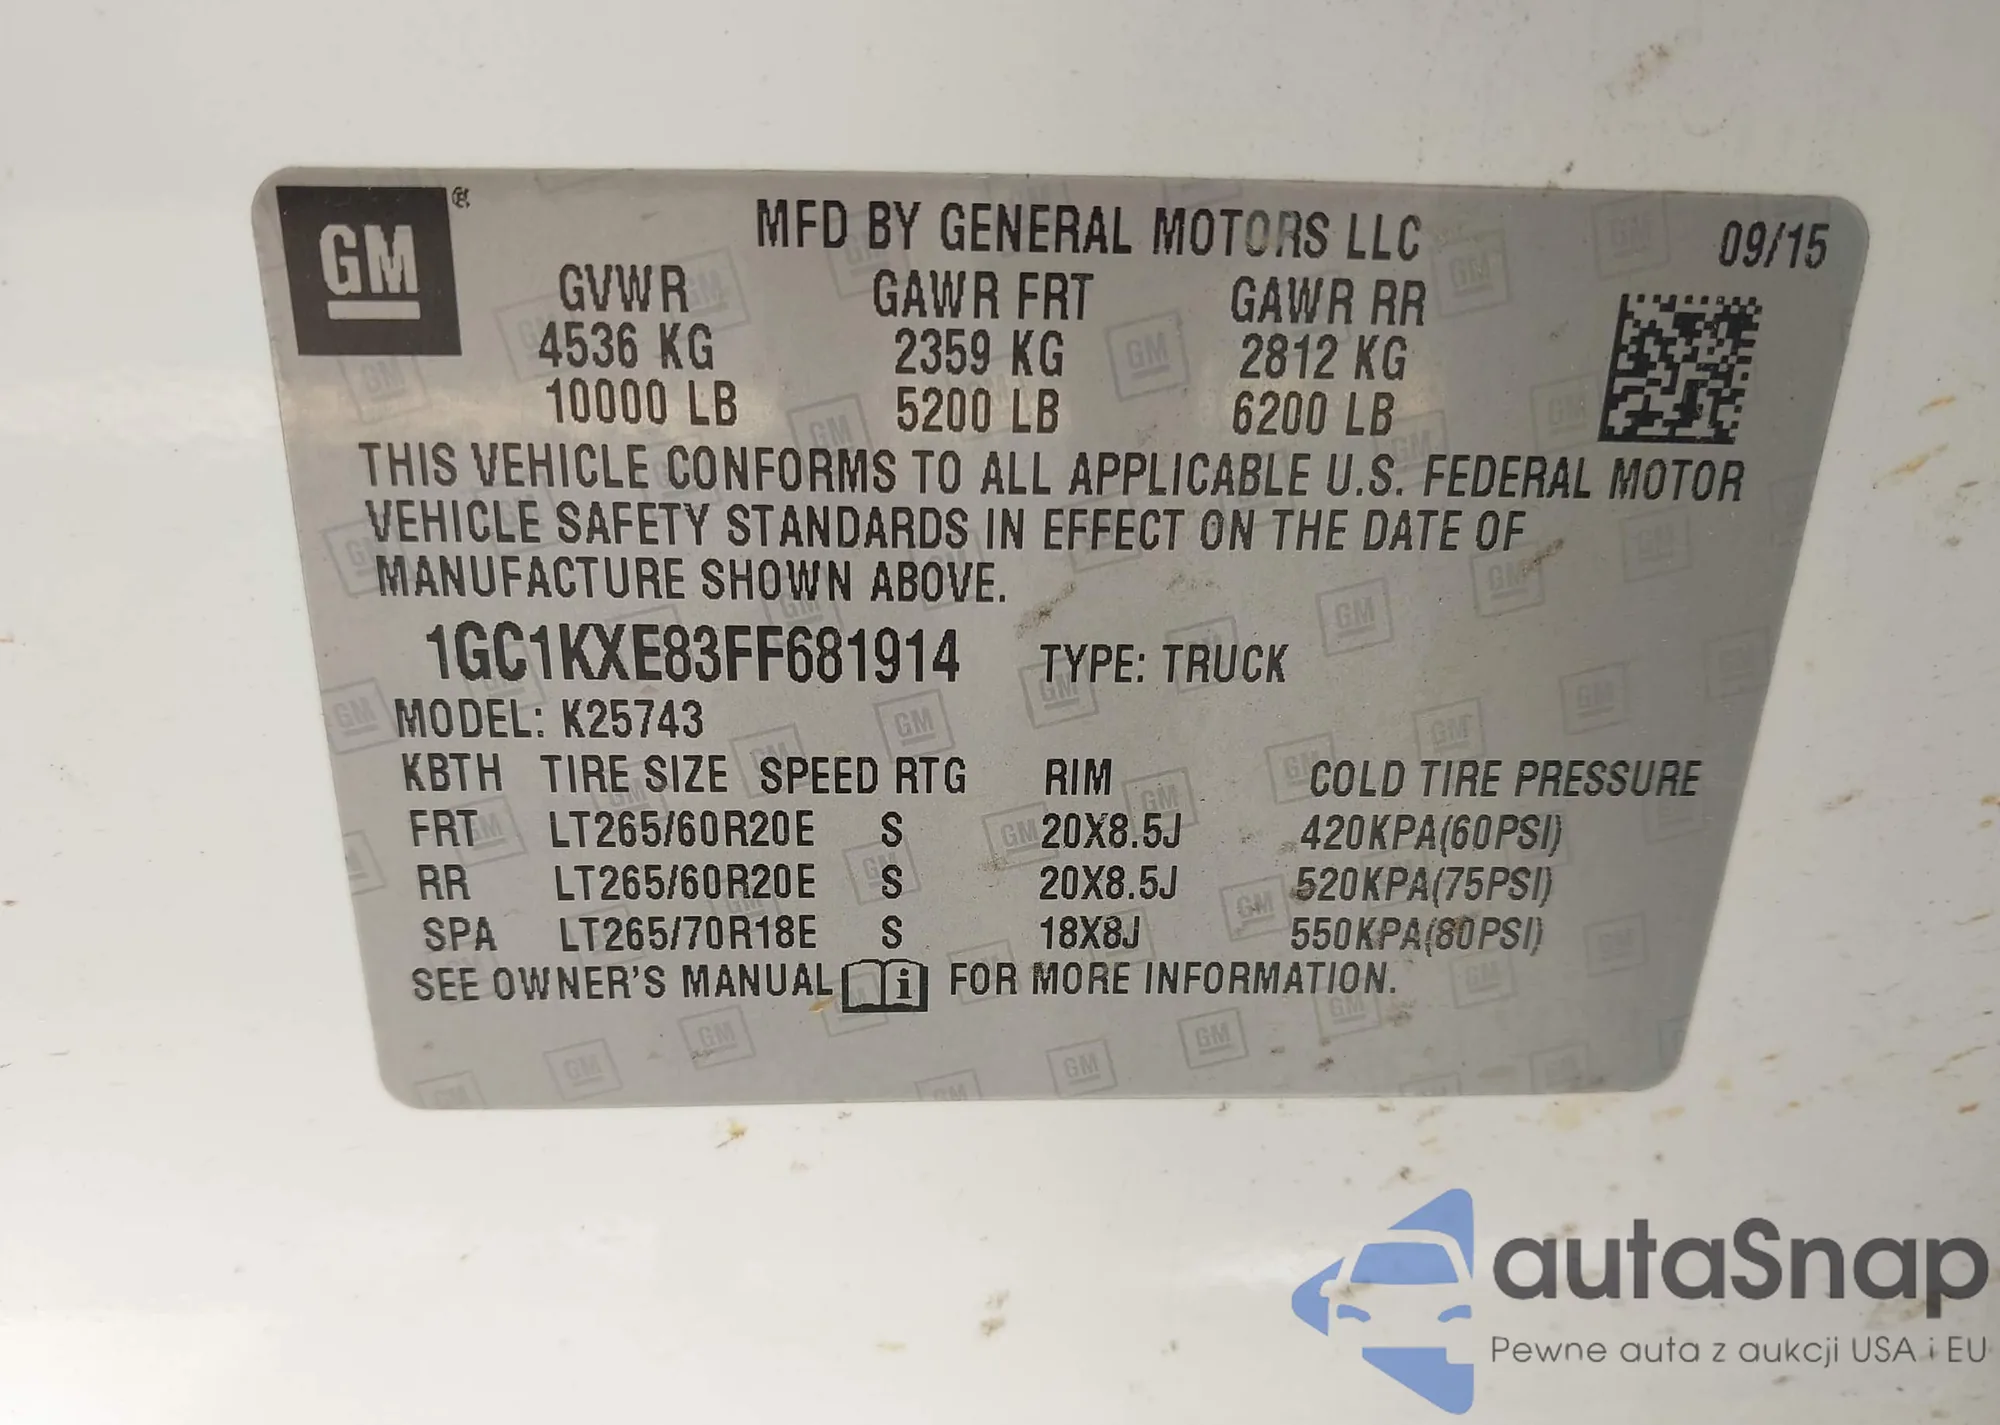 GM®
MFD BY GENERAL MOTORS LLC 09/15
GVWR GAWR FRT GAWR RR
4536 KG 2359 KG 2812 KG
10000 LB 5200 LB 6200 LB
THIS VEHICLE CONFORMS TO ALL APPLICABLE U.S. FEDERAL MOTOR
VEHICLE SAFETY STANDARDS IN EFFECT ON THE DATE OF
MANUFACTURE SHOWN ABOVE.
1GC1KXE83FF681914 TYPE: TRUCK
MODEL: K25743
KBTH TIRE SIZE SPEED RTG RIM COLD TIRE PRESSURE
FRT LT265/60R20E S 20X8.5J 420KPA(60PSI)
RR LT265/60R20E S 20X8.5J 520KPA(75PSI)
SPA LT265/70R18E S 18X8J 550KPA(80PSI)
SEE OWNER'S MANUAL i FOR MORE INFORMATION.
autaSnap
Pewne auta z aukcji USA i EU